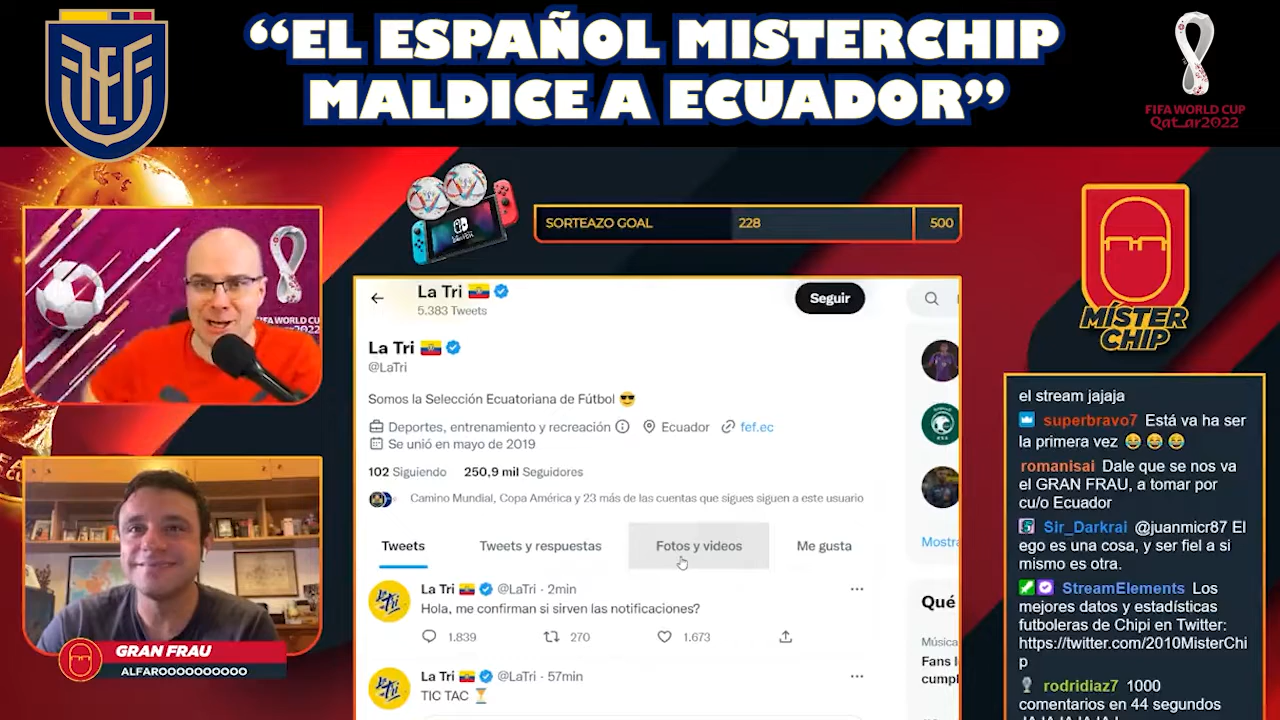 “EL ESPAÑOL MISTERCHIP
MALDICE A ECUADOR”
FEF
FIFA WORLD CUP
Qatar2022
SORTEAZO GOAL 228 500
FIFA WORLD CUP
2022
MÍSTER
CHIP
La Tri
5.383 Tweets
Seguir
La Tri
@LaTri
Somos la Selección Ecuatoriana de Fútbol 😎
Deportes, entrenamiento y recreación Ecuador fef.ec
Se unió en mayo de 2019
102 Siguiendo 250,9 mil Seguidores
Camino Mundial, Copa América y 23 más de las cuentas que sigues siguen a este usuario
Tweets Tweets y respuestas Fotos y videos Me gusta
La Tri @LaTri · 2min
Hola, me confirman si sirven las notificaciones?
1.839 270 1.673
La Tri @LaTri · 57min
TIC TAC ⏳
Mostra
Qué
Música
Fans l
cumpl
GRAN FRAU
ALFAROOOOOOOOOO
el stream jajaja
superbravo7 Está va ha ser
la primera vez 😂 😂 😂
romanisai Dale que se nos va
el GRAN FRAU, a tomar por
cu/o Ecuador
Sir_Darkrai @juanmicr87 El
ego es una cosa, y ser fiel a si
mismo es otra.
StreamElements Los
mejores datos y estadísticas
futboleras de Chipi en Twitter:
https://twitter.com/2010MisterChi
p
rodridiaz7 1000
comentarios en 44 segundos